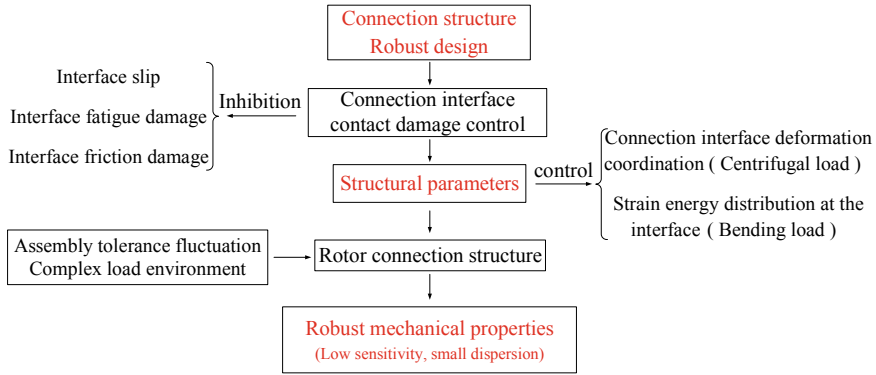 Connection structure
Robust design
Interface slip
Interface fatigue damage
Interface friction damage
Inhibition
Connection interface
contact damage control
Structural parameters
control
Connection interface deformation
coordination ( Centrifugal load )
Strain energy distribution at the
interface ( Bending load )
Assembly tolerance fluctuation
Complex load environment
Rotor connection structure
Robust mechanical properties
(Low sensitivity, small dispersion)